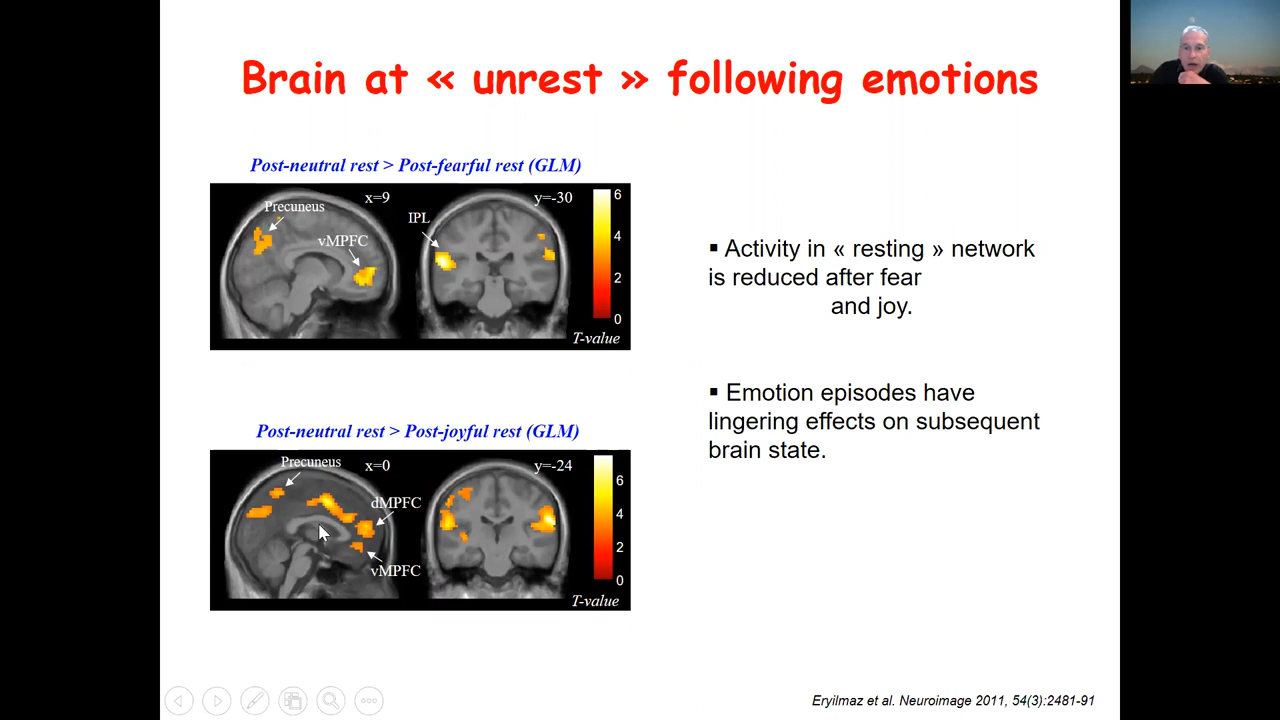 Brain at « unrest » following emotions
Post-neutral rest > Post-fearful rest (GLM)
Precuneus
x=9
vMPFC
IPL
y=-30
6
4
2
0
T-value
▪ Activity in « resting » network
is reduced after fear
and joy.
▪ Emotion episodes have
lingering effects on subsequent
brain state.
Post-neutral rest > Post-joyful rest (GLM)
Precuneus
x=0
dMPFC
vMPFC
y=-24
6
4
2
0
T-value
Eryilmaz et al. Neuroimage 2011, 54(3):2481-91